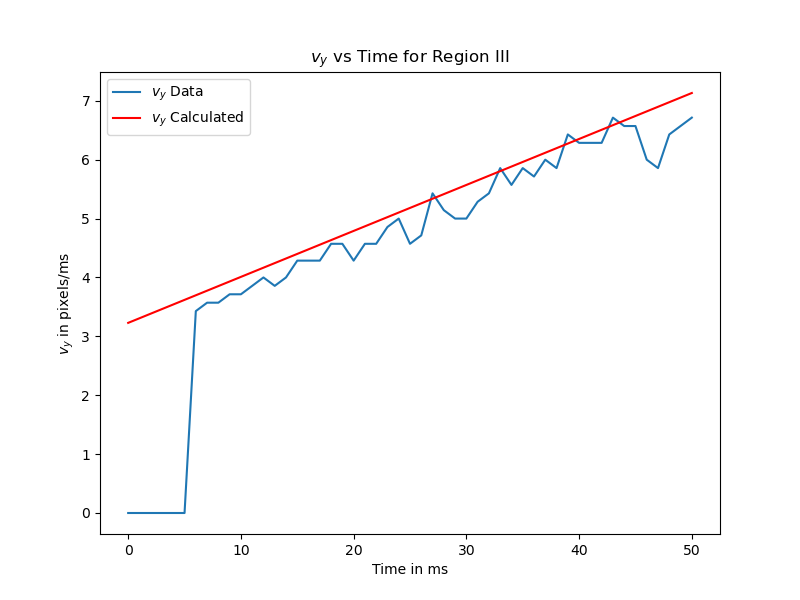 v_y vs Time for Region III
v_y Data
v_y Calculated
7
6
5
4
3
2
1
0
v_y in pixels/ms
0 10 20 30 40 50
Time in ms